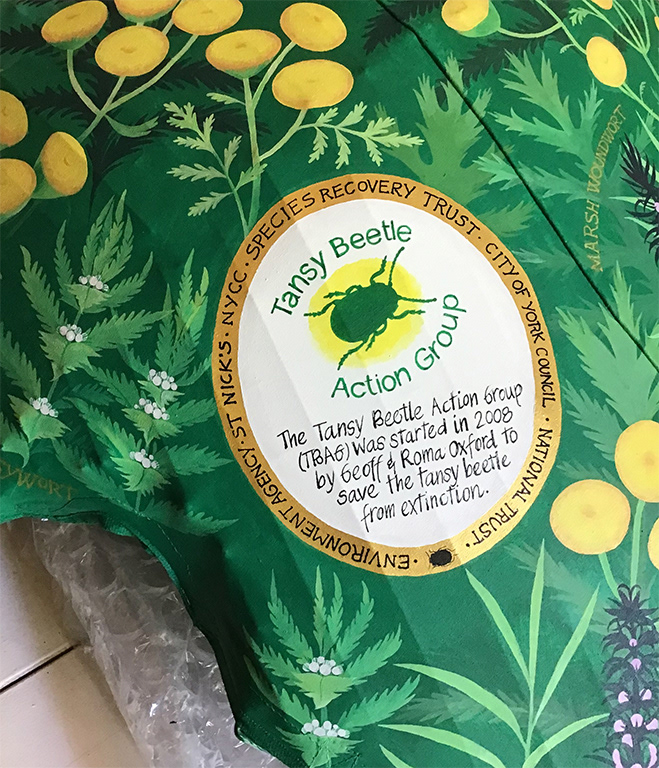 SPECIES RECOVERY TRUST · CITY OF YORK COUNCIL · NATIONAL TRUST · ENVIRONMENT AGENCY · ST NICK'S · NYCC ·
Tansy Beetle
Action Group
The Tansy Beetle Action Group
(TBAG) was started in 2008
by Geoff & Roma Oxford to
save the tansy beetle
from extinction.
MARSH WOUNDWORT